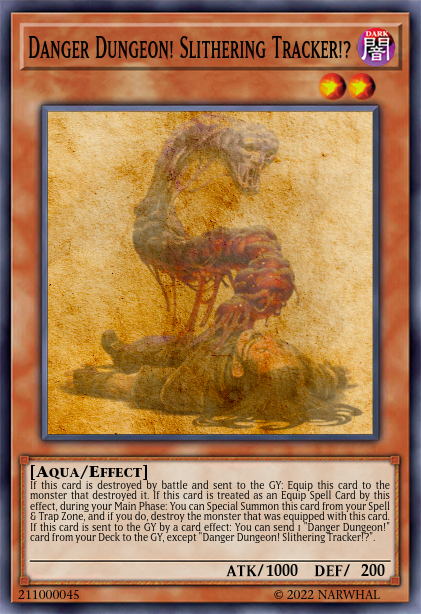 DANGER DUNGEON! SLITHERING TRACKER!?
DARK
闇
[AQUA/EFFECT]
If this card is destroyed by battle and sent to the GY: Equip this card to the
monster that destroyed it. If this card is treated as an Equip Spell Card by this
effect, during your Main Phase: You can Special Summon this card from your Spell
& Trap Zone, and if you do, destroy the monster that was equipped with this card.
If this card is sent to the GY by a card effect: You can send 1 "Danger Dungeon!"
card from your Deck to the GY, except "Danger Dungeon! Slithering Tracker!?".
ATK/1000 DEF/ 200
211000045 © 2022 NARWHAL